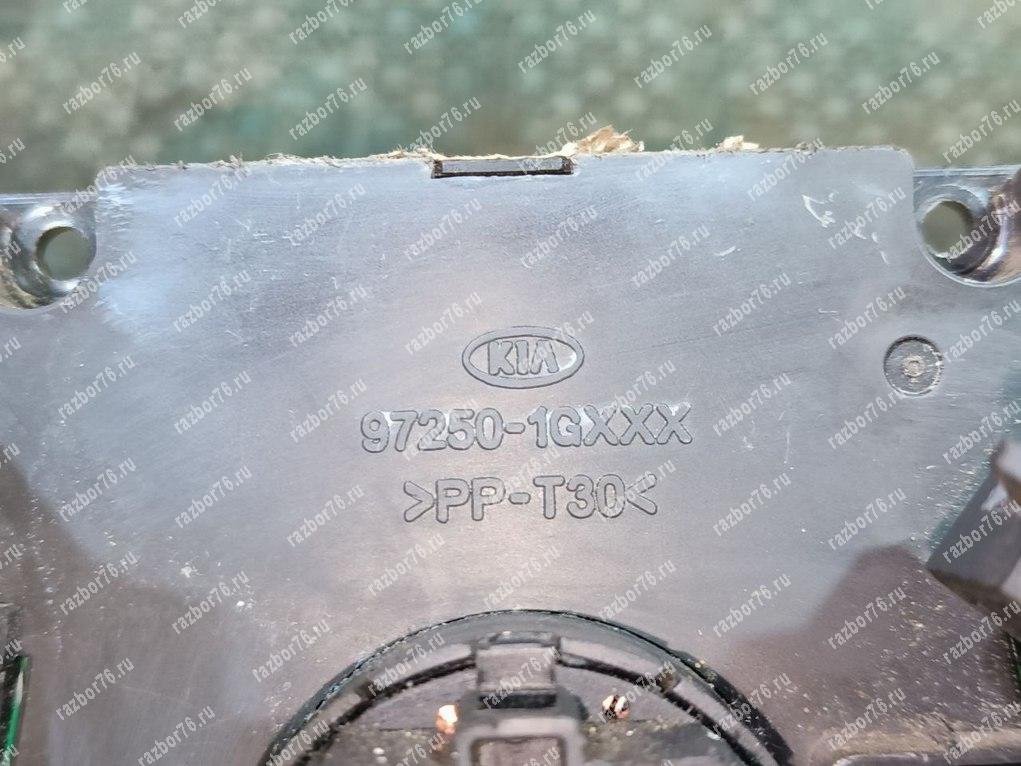 KIA
97250-1GXXX
>PP-T30<
razbor76.ru